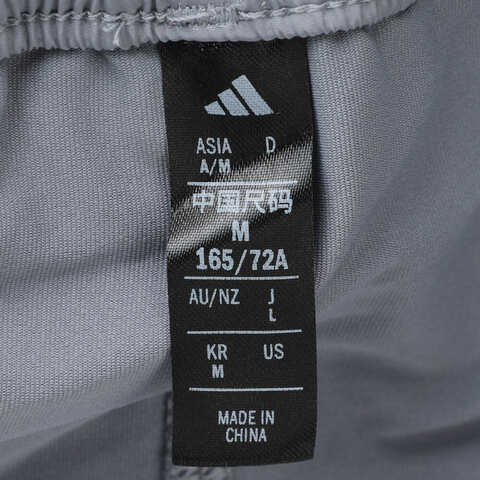 ASIA D
A/M
中国尺码
M
165/72A
AU/NZ J
L
KR US
M
MADE IN
CHINA